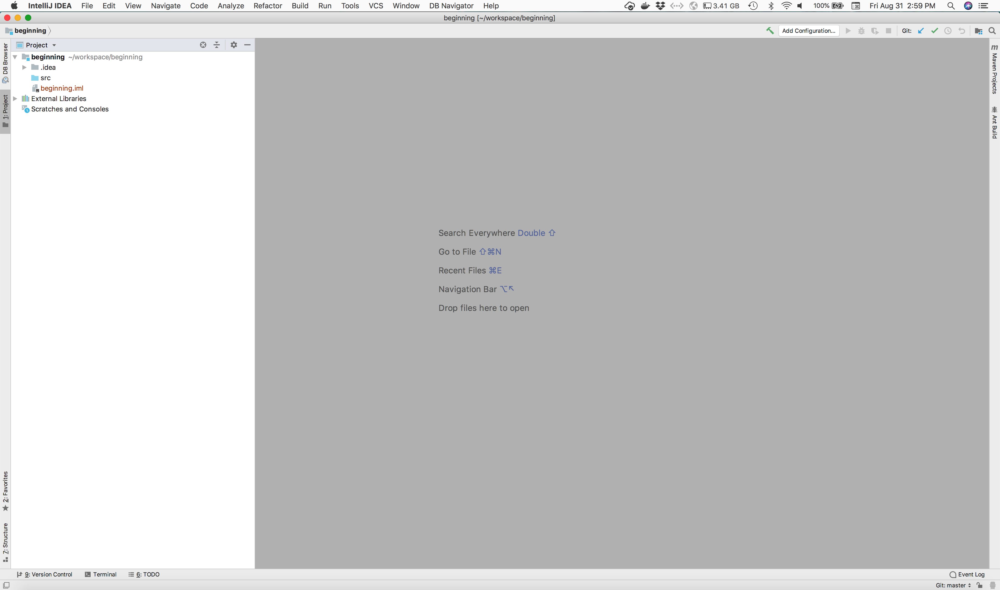 IntelliJ IDEA File Edit View Navigate Code Analyze Refactor Build Run Tools VCS Window DB Navigator Help 3.41 GB 100% Fri Aug 31 2:59 PM
beginning [~/workspace/beginning]
beginning Add Configuration... Git:
Project
beginning ~/workspace/beginning
.idea
src
beginning.iml
External Libraries
Scratches and Consoles
DB Browser
1: Project
2: Favorites
7: Structure
Search Everywhere Double ⇧
Go to File ⇧⌘N
Recent Files ⌘E
Navigation Bar ⌥↖
Drop files here to open
m Maven Projects
Ant Build
9: Version Control Terminal 6: TODO Event Log
Git: master